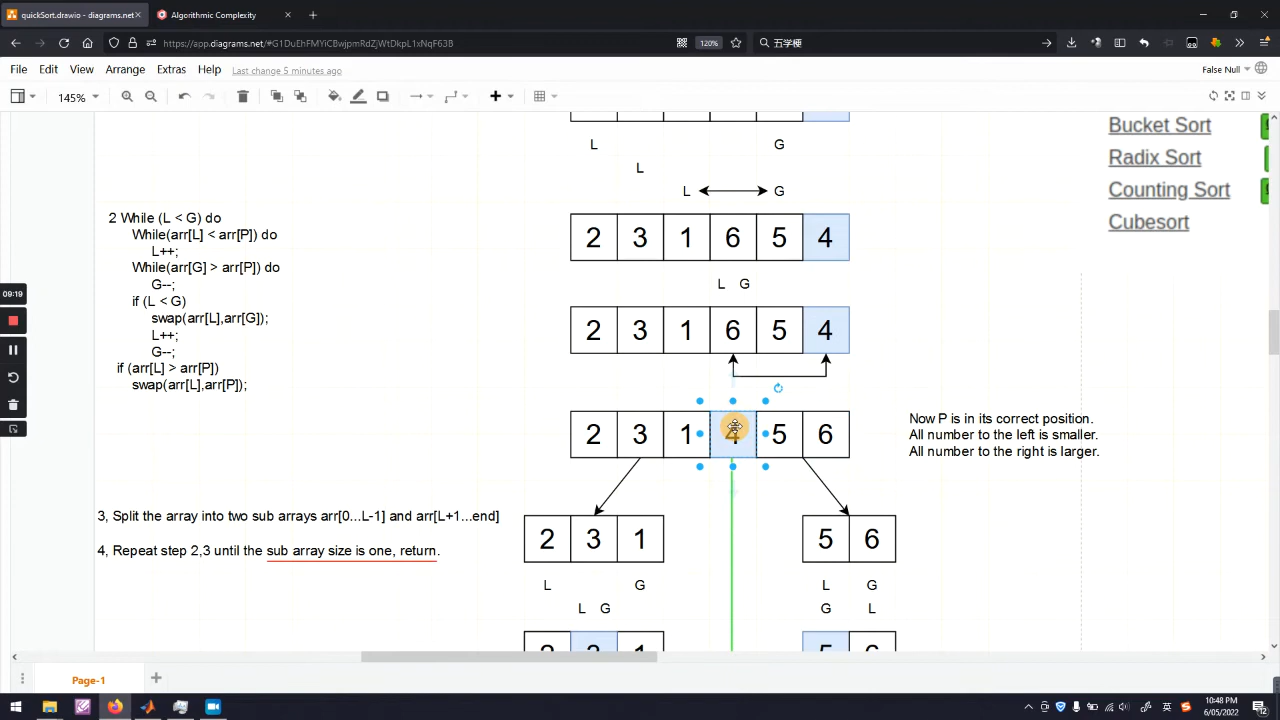 quickSort.drawio - diagrams.net
Algorithmic Complexity
https://app.diagrams.net/#G1DuEhFMYiCBwjpmRdZjWtDkpL1xNqF63B
120%
五学梗
File Edit View Arrange Extras Help Last change 5 minutes ago
False Null
145%
Bucket Sort
Radix Sort
Counting Sort
Cubesort
L G
L
L G
2 3 1 6 5 4
L G
2 3 1 6 5 4
2 While (L < G) do
While(arr[L] < arr[P]) do
L++;
While(arr[G] > arr[P]) do
G--;
if (L < G)
swap(arr[L],arr[G]);
L++;
G--;
if (arr[L] > arr[P])
swap(arr[L],arr[P]);
09:19
2 3 1 4 5 6
Now P is in its correct position.
All number to the left is smaller.
All number to the right is larger.
3, Split the array into two sub arrays arr[0...L-1] and arr[L+1...end]
4, Repeat step 2,3 until the sub array size is one, return.
2 3 1
5 6
L G
L G
L G
G L
Page-1
英
10:48 PM
6/05/2022